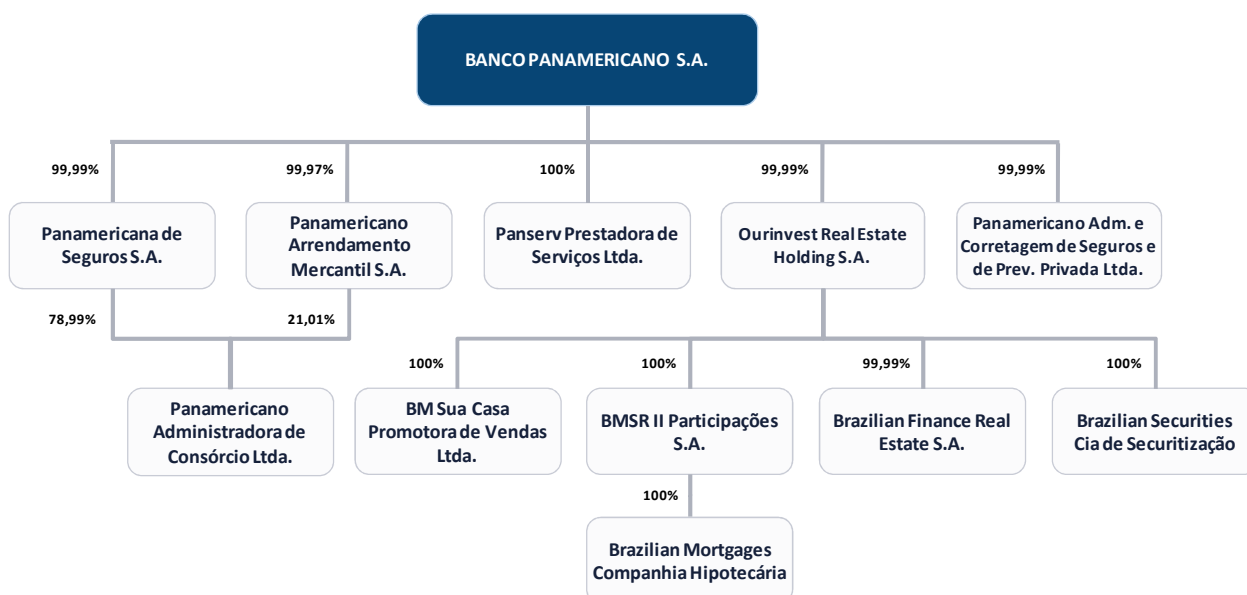 BANCO PANAMERICANO S.A.
99,99%
99,97%
100%
99,99%
99,99%
Panamericana de
Seguros S.A.
Panamericano
Arrendamento
Mercantil S.A.
Panserv Prestadora de
Serviços Ltda.
Ourinvest Real Estate
Holding S.A.
Panamericano Adm. e
Corretagem de Seguros e
de Prev. Privada Ltda.
78,99%
21,01%
100%
100%
99,99%
100%
Panamericano
Administradora de
Consórcio Ltda.
BM Sua Casa
Promotora de Vendas
Ltda.
BMSR II Participações
S.A.
Brazilian Finance Real
Estate S.A.
Brazilian Securities
Cia de Securitização
100%
Brazilian Mortgages
Companhia Hipotecária